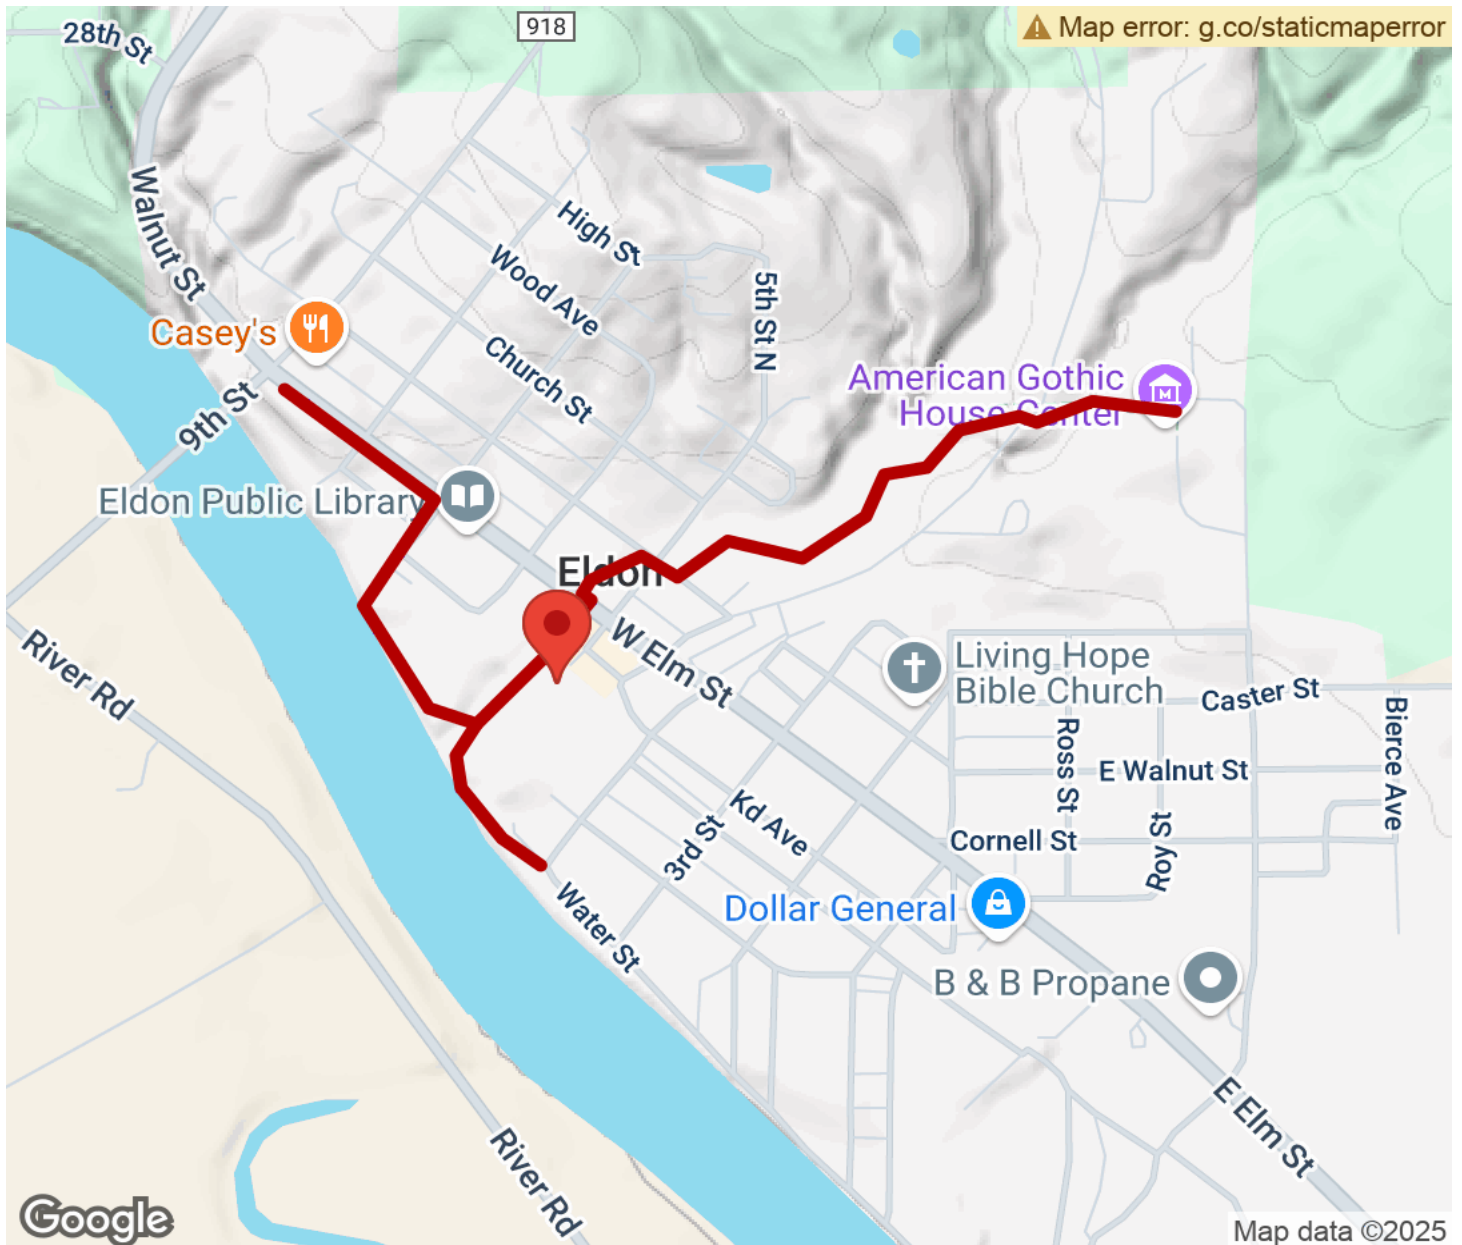 918
⚠ Map error: g.co/staticmaperror
28th St
Walnut St
High St
Wood Ave
5th St N
Casey's
Church St
American Gothic
House Center
9th St
Eldon Public Library
Eldon
W Elm St
River Rd
Living Hope
Bible Church
Caster St
Bierce Ave
Ross St
E Walnut St
Kd Ave
3rd St
Cornell St
Roy St
Water St
Dollar General
B & B Propane
E Elm St
River Rd
Google
Map data ©2025